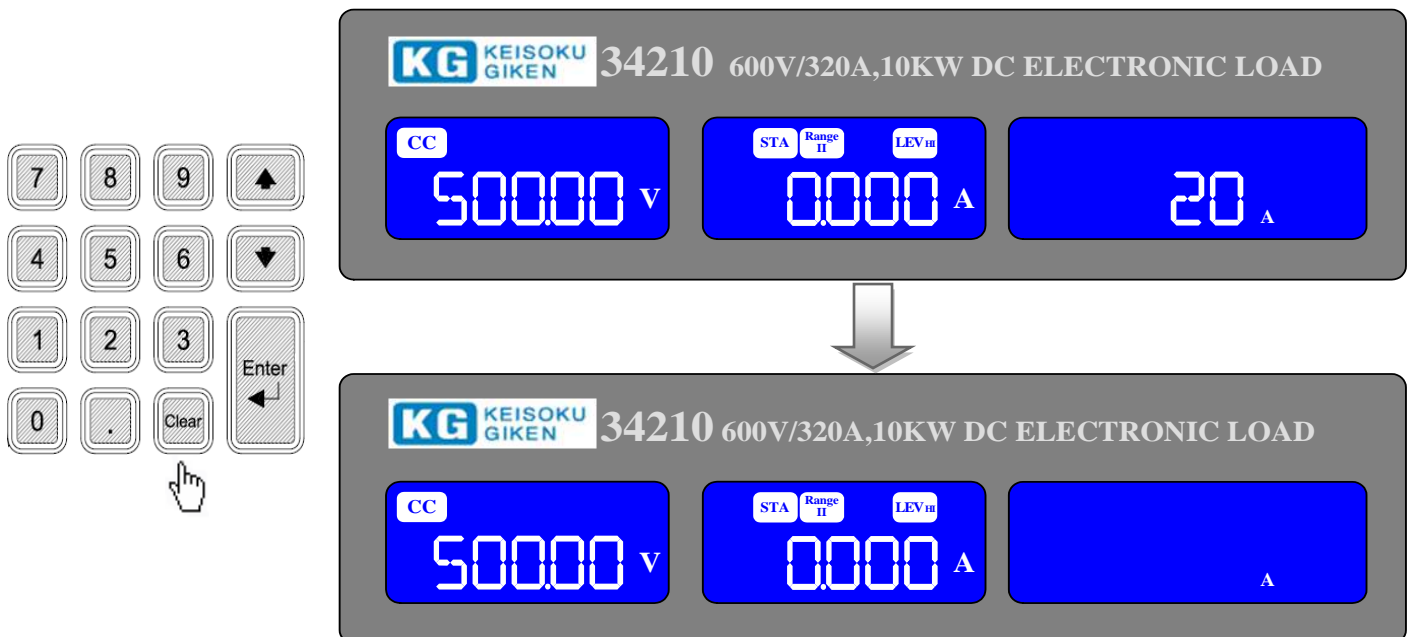 7 8 9
4 5 6
1 2 3
Enter
0 . Clear
KG KEISOKU GIKEN 34210 600V/320A,10KW DC ELECTRONIC LOAD
CC STA Range II LEV HI
500.00 V 0.000 A 20 A
KG KEISOKU GIKEN 34210 600V/320A,10KW DC ELECTRONIC LOAD
CC STA Range II LEV HI
500.00 V 0.000 A A